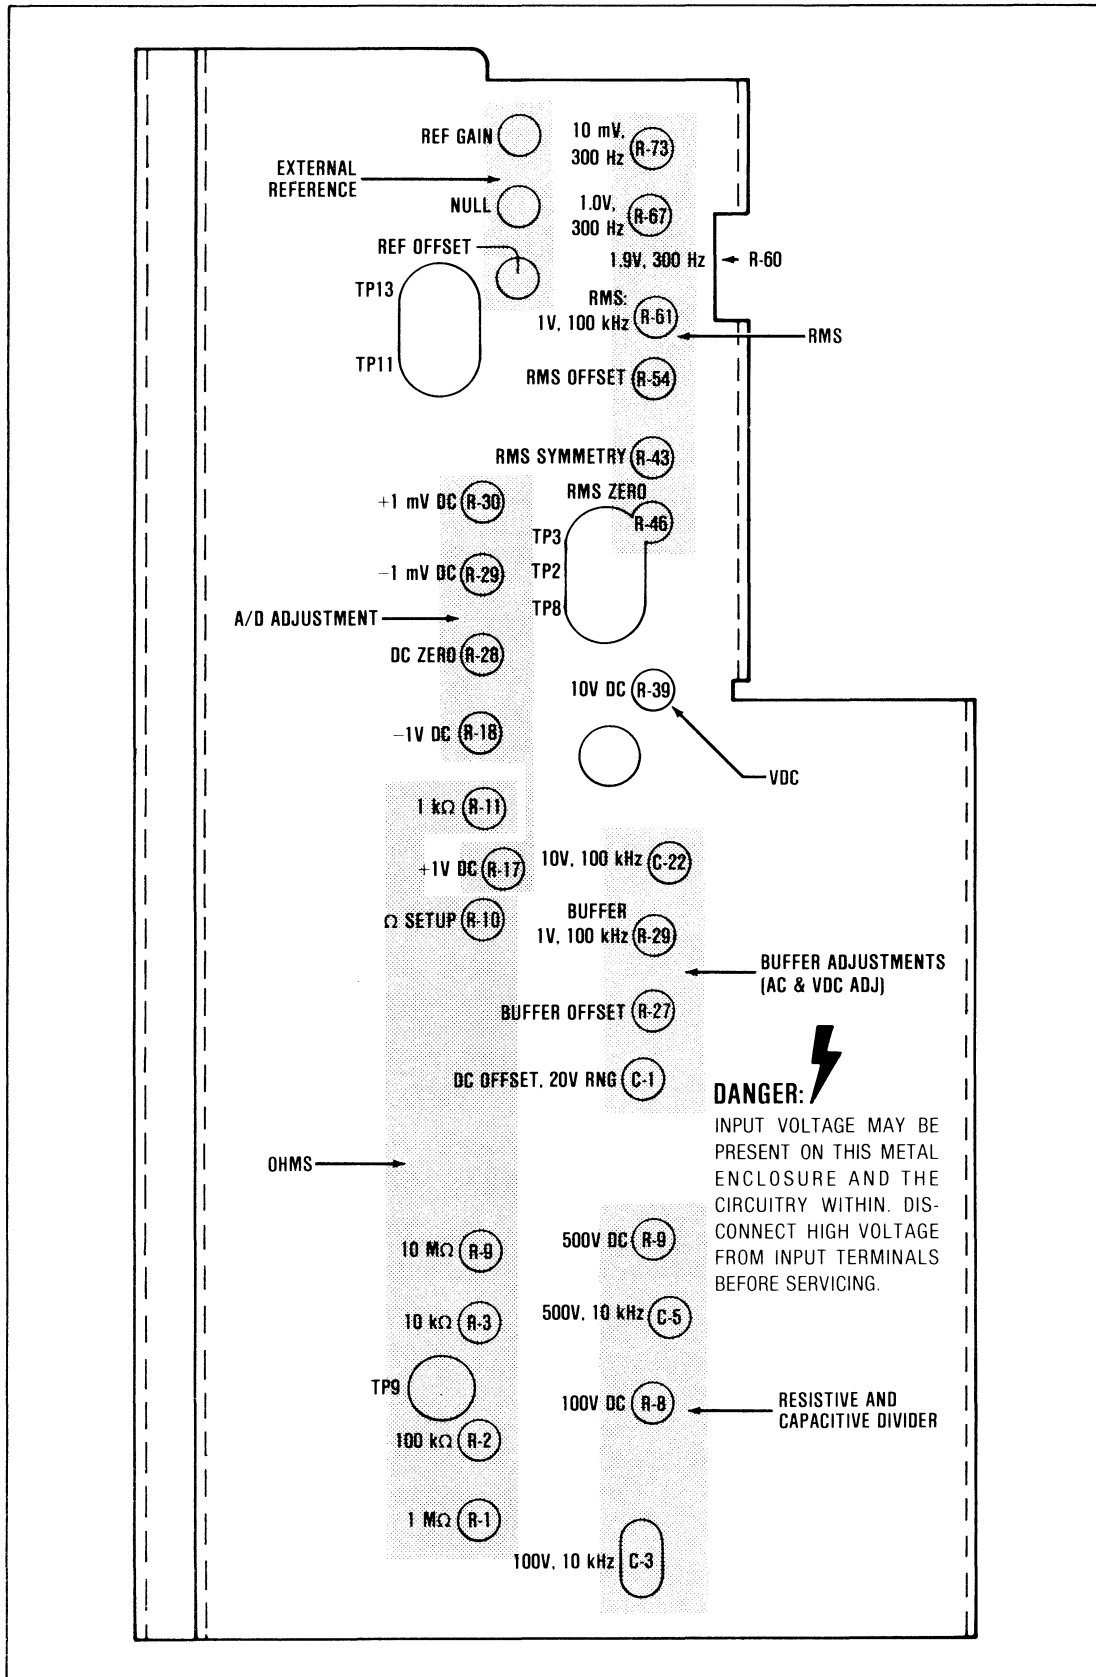 REF GAIN
EXTERNAL
REFERENCE
NULL
REF OFFSET
TP13
TP11
10 mV,
300 Hz
R-73
1.0V,
300 Hz
R-67
1.9V, 300 Hz
R-60
RMS:
1V, 100 kHz
R-61
RMS
RMS OFFSET
R-54
RMS SYMMETRY
R-43
RMS ZERO
R-46
+1 mV DC
R-30
TP3
TP2
TP8
−1 mV DC
R-29
A/D ADJUSTMENT
DC ZERO
R-28
10V DC
R-39
−1V DC
R-18
VDC
1 kΩ
R-11
+1V DC
R-17
Ω SETUP
R-10
10V, 100 kHz
C-22
BUFFER
1V, 100 kHz
R-29
BUFFER ADJUSTMENTS
(AC & VDC ADJ)
BUFFER OFFSET
R-27
DC OFFSET, 20V RNG
C-1
DANGER:
INPUT VOLTAGE MAY BE
PRESENT ON THIS METAL
ENCLOSURE AND THE
CIRCUITRY WITHIN. DIS-
CONNECT HIGH VOLTAGE
FROM INPUT TERMINALS
BEFORE SERVICING.
OHMS
10 MΩ
R-9
10 kΩ
R-3
TP9
100 kΩ
R-2
1 MΩ
R-1
500V DC
R-9
500V, 10 kHz
C-5
100V DC
R-8
RESISTIVE AND
CAPACITIVE DIVIDER
100V, 10 kHz
C-3